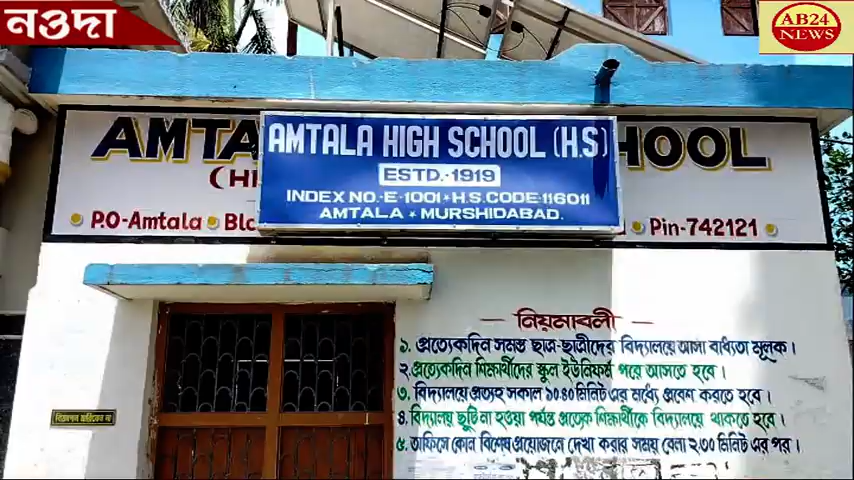 নওদা
AB24
NEWS
AMTALA HIGH SCHOOL (H.S)
ESTD.-1919
INDEX NO.-E-1001★H.S.CODE-116011
AMTALA ★ MURSHIDABAD.
AMTA
HOOL
P.O-Amtala
Pin-742121
নিয়মাবলী
১. প্রত্যেকদিন সমস্ত ছাত্র-ছাত্রীদের বিদ্যালয়ে আসা বাধ্যতা মূলক।
২. প্রত্যেকদিন শিক্ষার্থীদের স্কুল ইউনিফর্ম পরে আসতে হবে।
৩. বিদ্যালয়ে প্রত্যহ সকাল ১০:৪০ মিনিট এর মধ্যে প্রবেশ করতে হবে।
৪. বিদ্যালয় ছুটি না হওয়া পর্যন্ত প্রত্যেক শিক্ষার্থীকে বিদ্যালয়ে থাকতে হবে।
৫. অফিসে কোন বিশেষ প্রয়োজনে দেখা করার সময় বেলা ২:৩০ মিনিট এর পর।